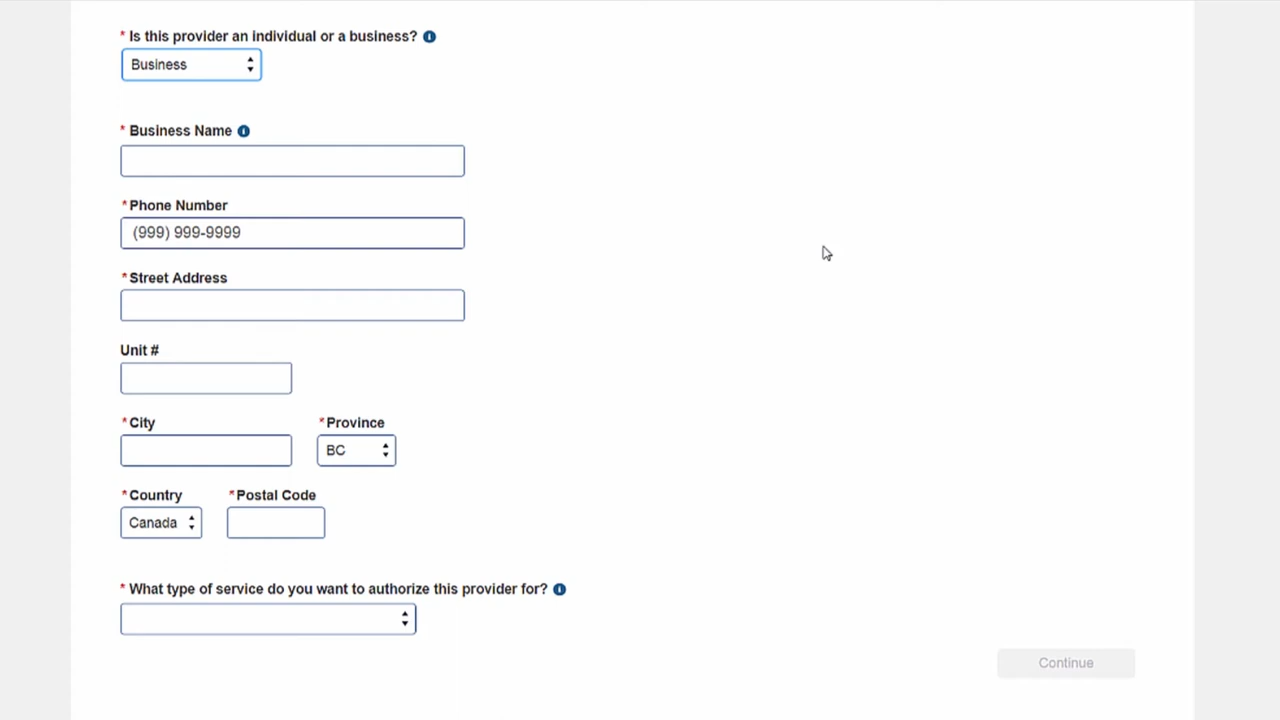 * Is this provider an individual or a business?
Business
* Business Name
* Phone Number
(999) 999-9999
* Street Address
Unit #
* City * Province
BC
* Country * Postal Code
Canada
* What type of service do you want to authorize this provider for?
Continue